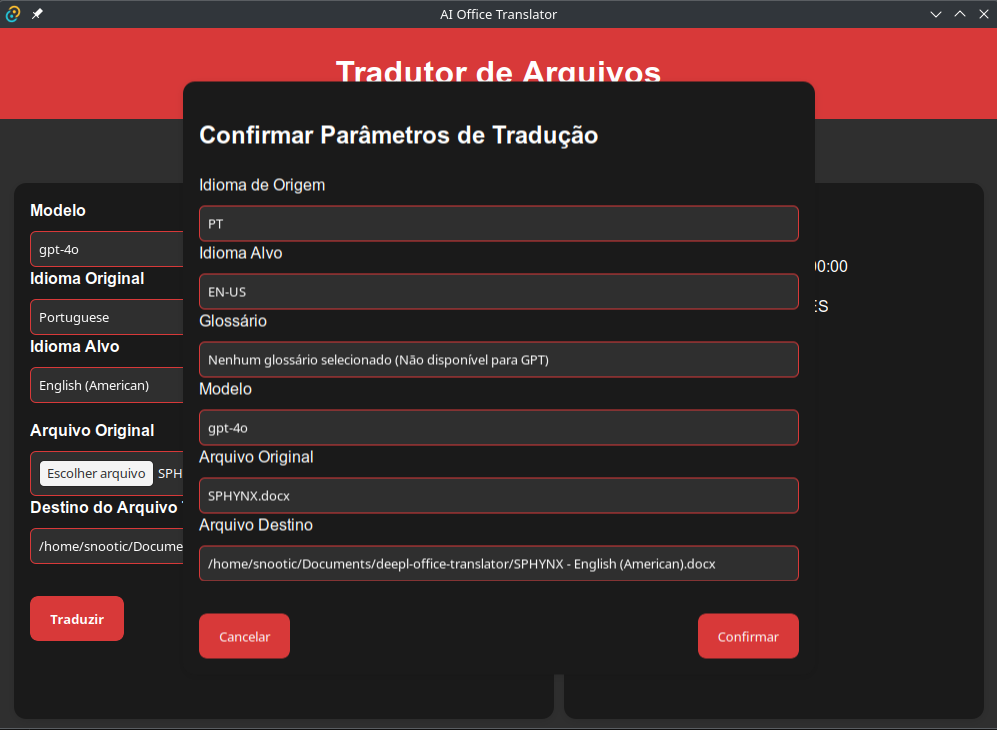 AI Office Translator
Tradutor de Arquivos
Confirmar Parâmetros de Tradução
Idioma de Origem
PT
Idioma Alvo
EN-US
Glossário
Nenhum glossário selecionado (Não disponível para GPT)
Modelo
gpt-4o
Arquivo Original
SPHYNX.docx
Arquivo Destino
/home/snootic/Documents/deepl-office-translator/SPHYNX - English (American).docx
Cancelar
Confirmar
Modelo
gpt-4o
Idioma Original
Portuguese
Idioma Alvo
English (American)
Arquivo Original
Escolher arquivo SPH
Destino do Arquivo
/home/snootic/Docume
Traduzir
00:00
ES